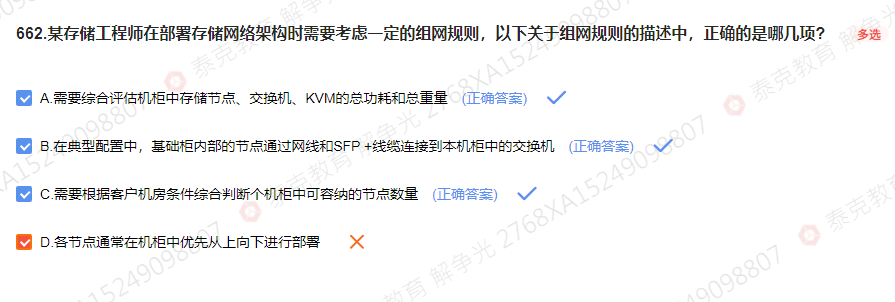 662.某存储工程师在部署存储网络架构时需要考虑一定的组网规则，以下关于组网规则的描述中，正确的是哪几项？ 多选
A.需要综合评估机柜中存储节点、交换机、KVM的总功耗和总重量 (正确答案)
B.在典型配置中，基础柜内部的节点通过网线和SFP +线缆连接到本机柜中的交换机 (正确答案)
C.需要根据客户机房条件综合判断个机柜中可容纳的节点数量 (正确答案)
D.各节点通常在机柜中优先从上向下进行部署
泰克教育 解争光 2768XA15249098807